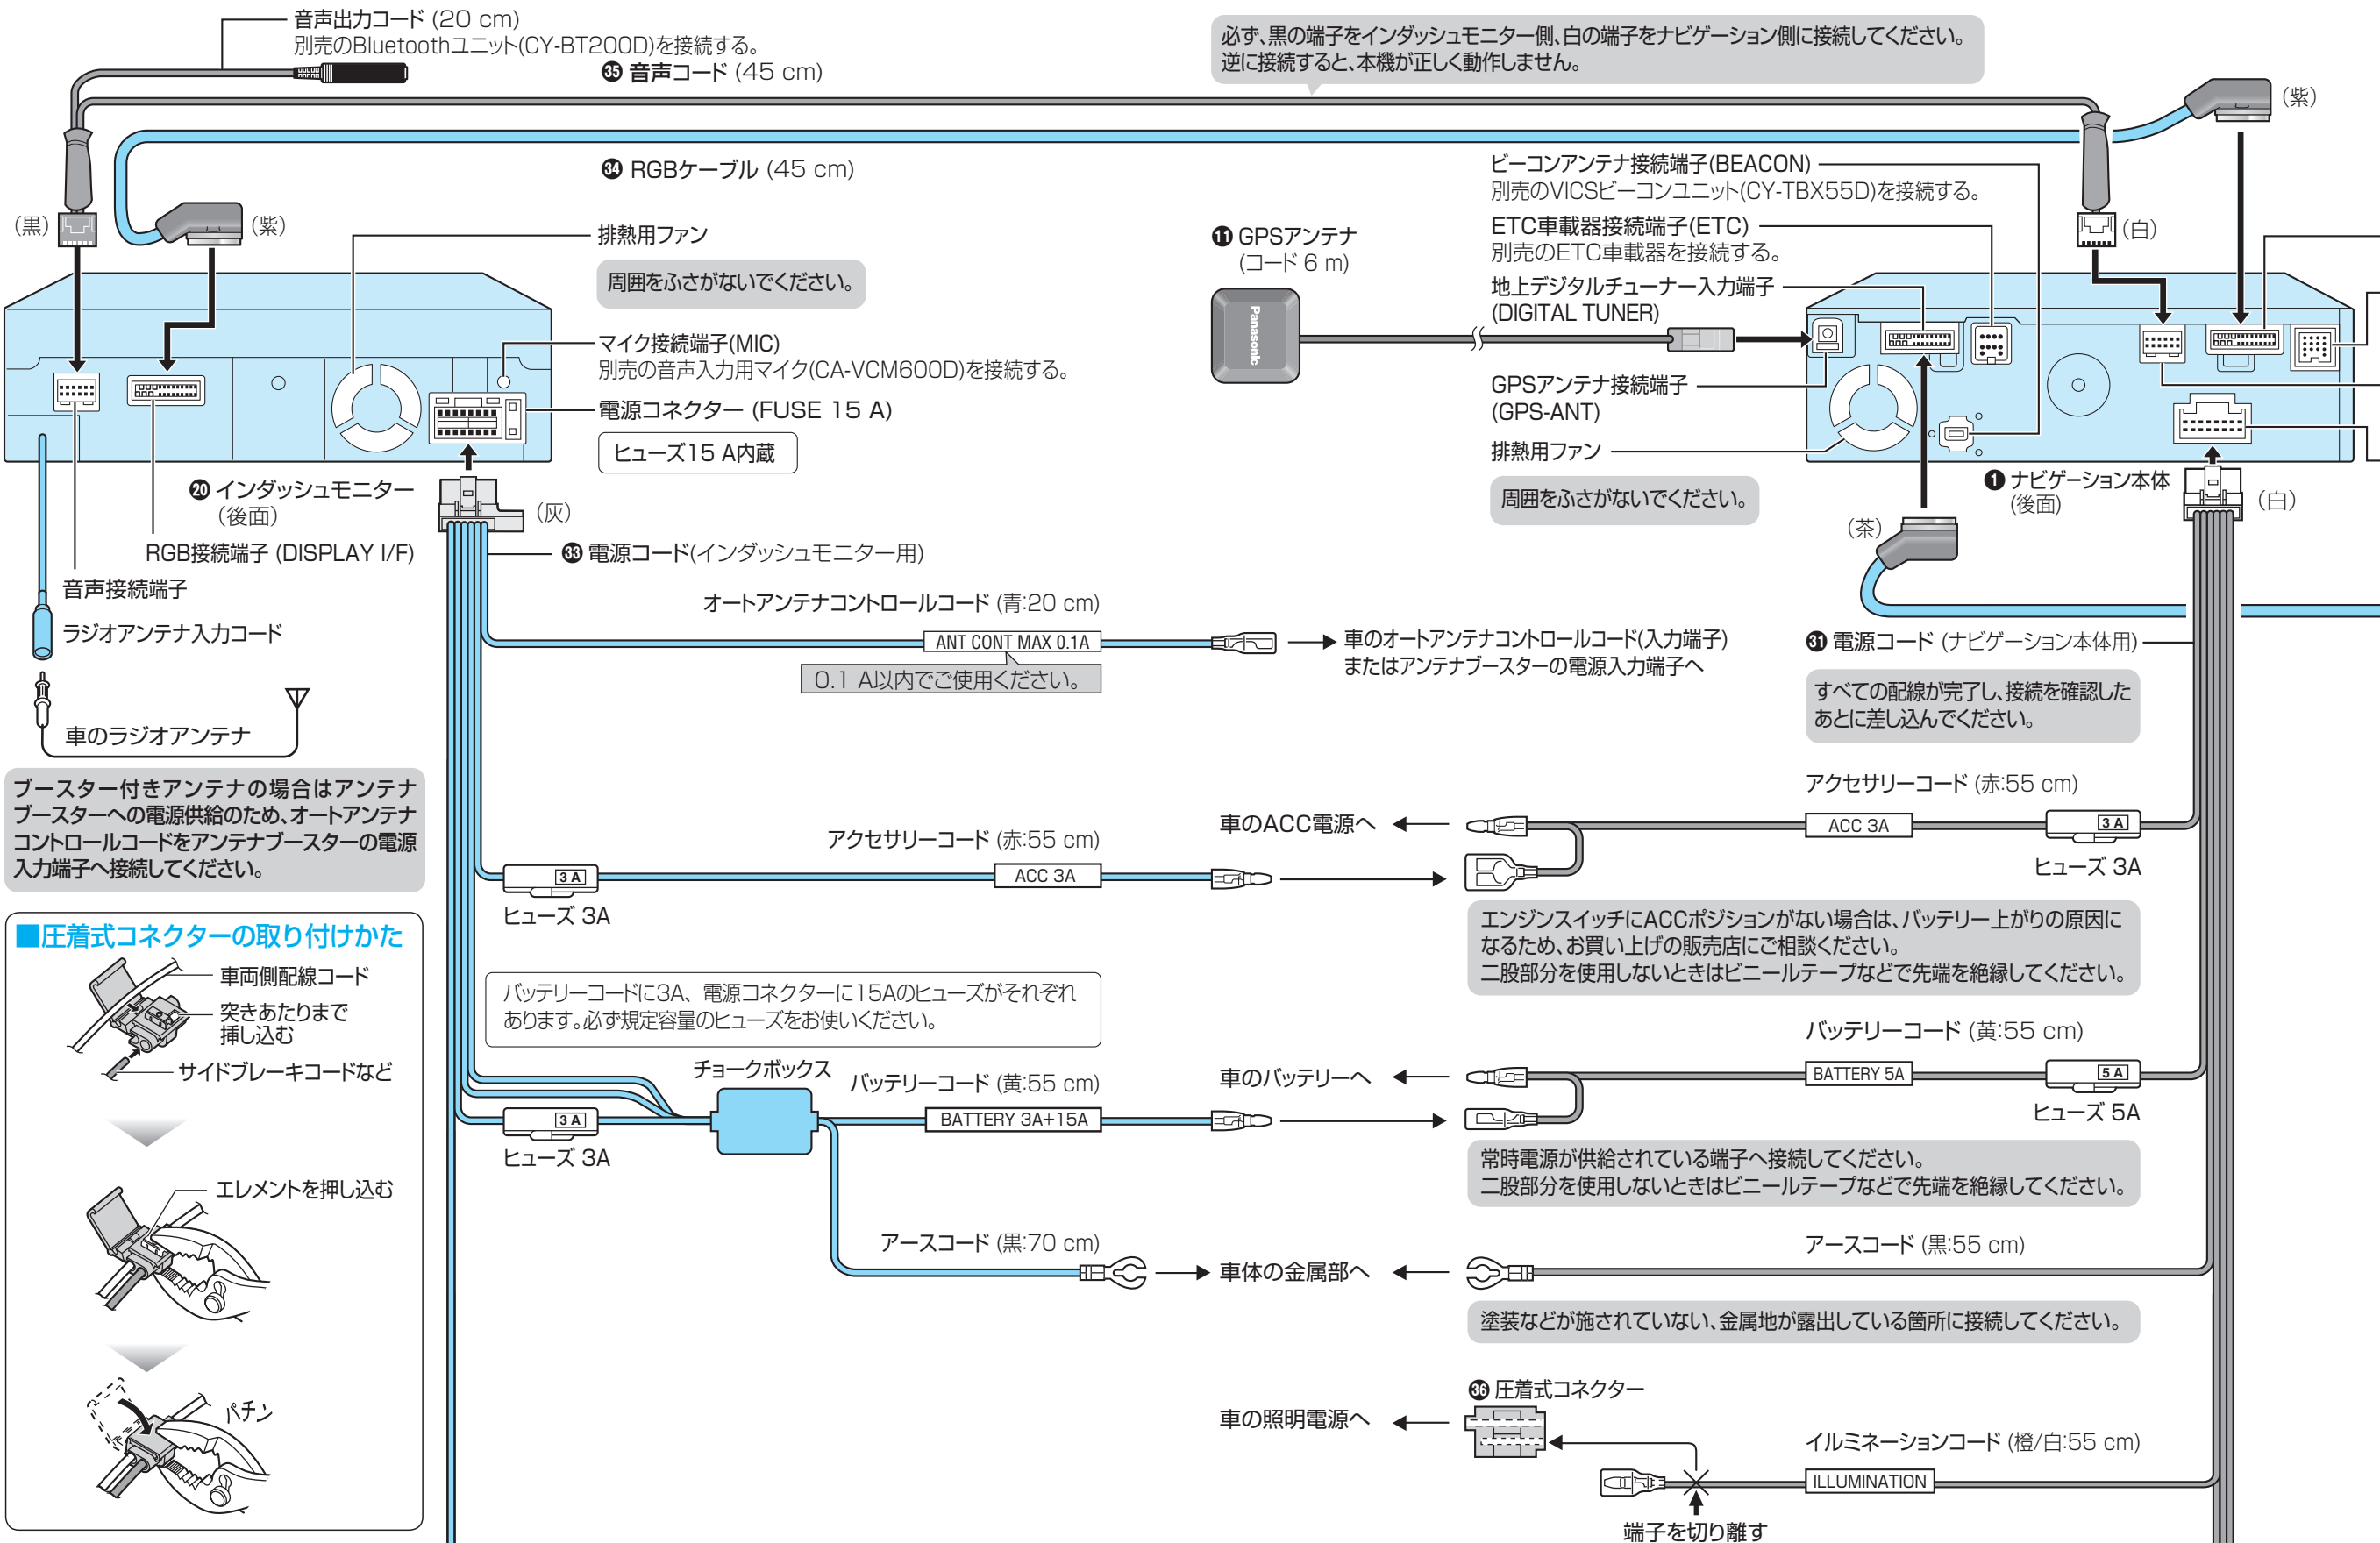 音声出力コード (20 cm)
別売のBluetoothユニット(CY-BT200D)を接続する。
㉟ 音声コード (45 cm)
必ず、黒の端子をインダッシュモニター側、白の端子をナビゲーション側に接続してください。
逆に接続すると、本機が正しく動作しません。
(紫)
㉞ RGBケーブル (45 cm)
(黒)
(紫)
排熱用ファン
周囲をふさがないでください。
マイク接続端子(MIC)
別売の音声入力用マイク(CA-VCM600D)を接続する。
電源コネクター (FUSE 15 A)
ヒューズ15 A内蔵
⑳ インダッシュモニター
(後面)
(灰)
RGB接続端子 (DISPLAY I/F)
音声接続端子
ラジオアンテナ入力コード
車のラジオアンテナ
ブースター付きアンテナの場合はアンテナ
ブースターへの電源供給のため、オートアンテナ
コントロールコードをアンテナブースターの電源
入力端子へ接続してください。
⑪ GPSアンテナ
(コード 6 m)
Panasonic
ビーコンアンテナ接続端子(BEACON)
別売のVICSビーコンユニット(CY-TBX55D)を接続する。
ETC車載器接続端子(ETC)
別売のETC車載器を接続する。
地上デジタルチューナー入力端子
(DIGITAL TUNER)
GPSアンテナ接続端子
(GPS-ANT)
排熱用ファン
周囲をふさがないでください。
(白)
❶ ナビゲーション本体
(後面)
(白)
(茶)
㉝ 電源コード(インダッシュモニター用)
オートアンテナコントロールコード (青:20 cm)
ANT CONT MAX 0.1A
0.1 A以内でご使用ください。
車のオートアンテナコントロールコード(入力端子)
またはアンテナブースターの電源入力端子へ
㉛ 電源コード (ナビゲーション本体用)
すべての配線が完了し、接続を確認した
あとに差し込んでください。
アクセサリーコード (赤:55 cm)
3 A
ACC 3A
ヒューズ 3A
車のACC電源へ
アクセサリーコード (赤:55 cm)
ACC 3A
3 A
ヒューズ 3A
エンジンスイッチにACCポジションがない場合は、バッテリー上がりの原因に
なるため、お買い上げの販売店にご相談ください。
二股部分を使用しないときはビニールテープなどで先端を絶縁してください。
バッテリーコードに3A、電源コネクターに15Aのヒューズがそれぞれ
あります。必ず規定容量のヒューズをお使いください。
チョークボックス
バッテリーコード (黄:55 cm)
3 A
BATTERY 3A+15A
ヒューズ 3A
車のバッテリーへ
バッテリーコード (黄:55 cm)
BATTERY 5A
5 A
ヒューズ 5A
常時電源が供給されている端子へ接続してください。
二股部分を使用しないときはビニールテープなどで先端を絶縁してください。
アースコード (黒:70 cm)
車体の金属部へ
アースコード (黒:55 cm)
塗装などが施されていない、金属地が露出している箇所に接続してください。
㊱ 圧着式コネクター
車の照明電源へ
イルミネーションコード (橙/白:55 cm)
ILLUMINATION
端子を切り離す
■圧着式コネクターの取り付けかた
車両側配線コード
突きあたりまで
挿し込む
サイドブレーキコードなど
エレメントを押し込む
パチン